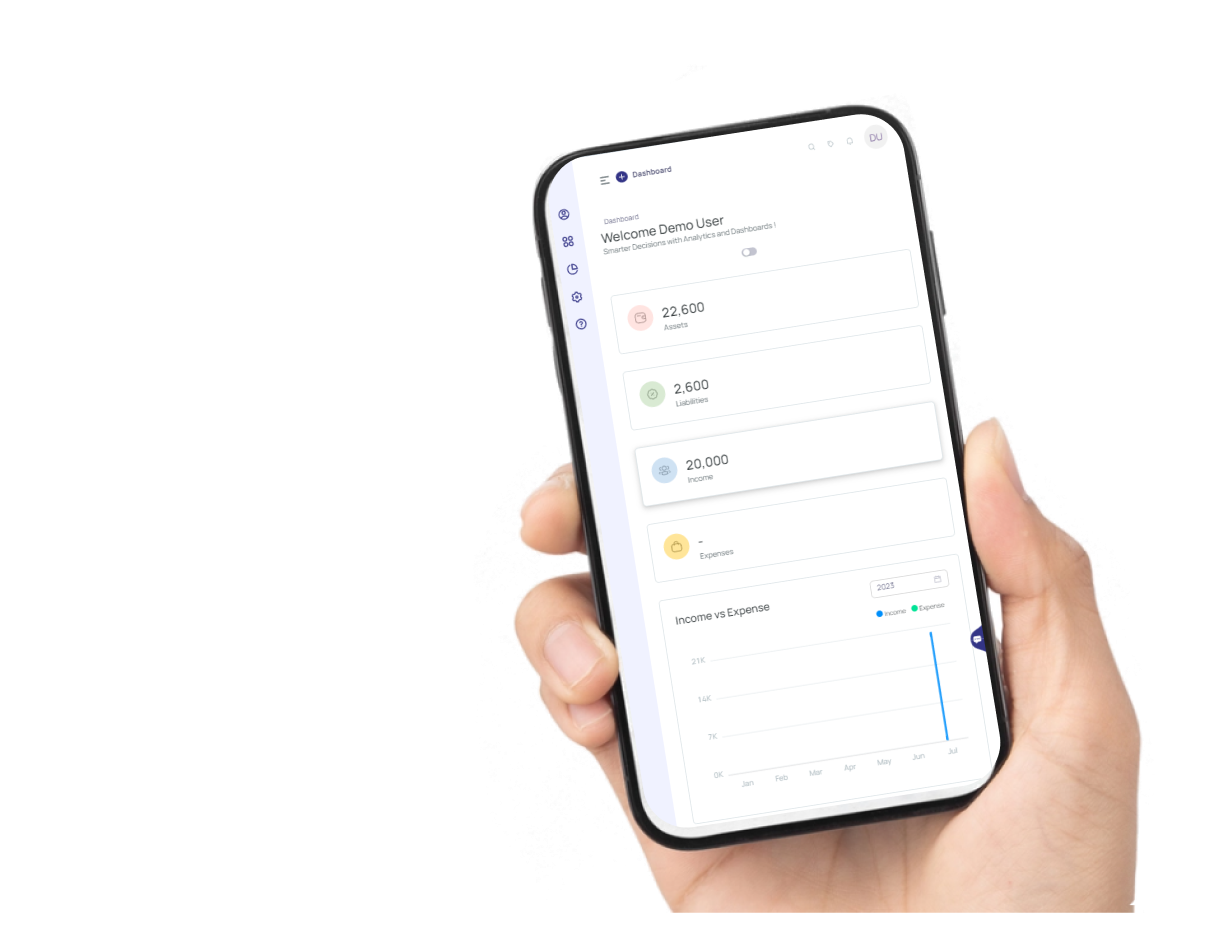 DU
Dashboard
Dashboard
Welcome Demo User
Smarter Decisions with Analytics and Dashboards !
22,600
Assets
2,600
Liabilities
20,000
Income
-
Expenses
Income vs Expense
2023
Income Expense
21K
14K
7K
0K
Jan Feb Mar Apr May Jun Jul